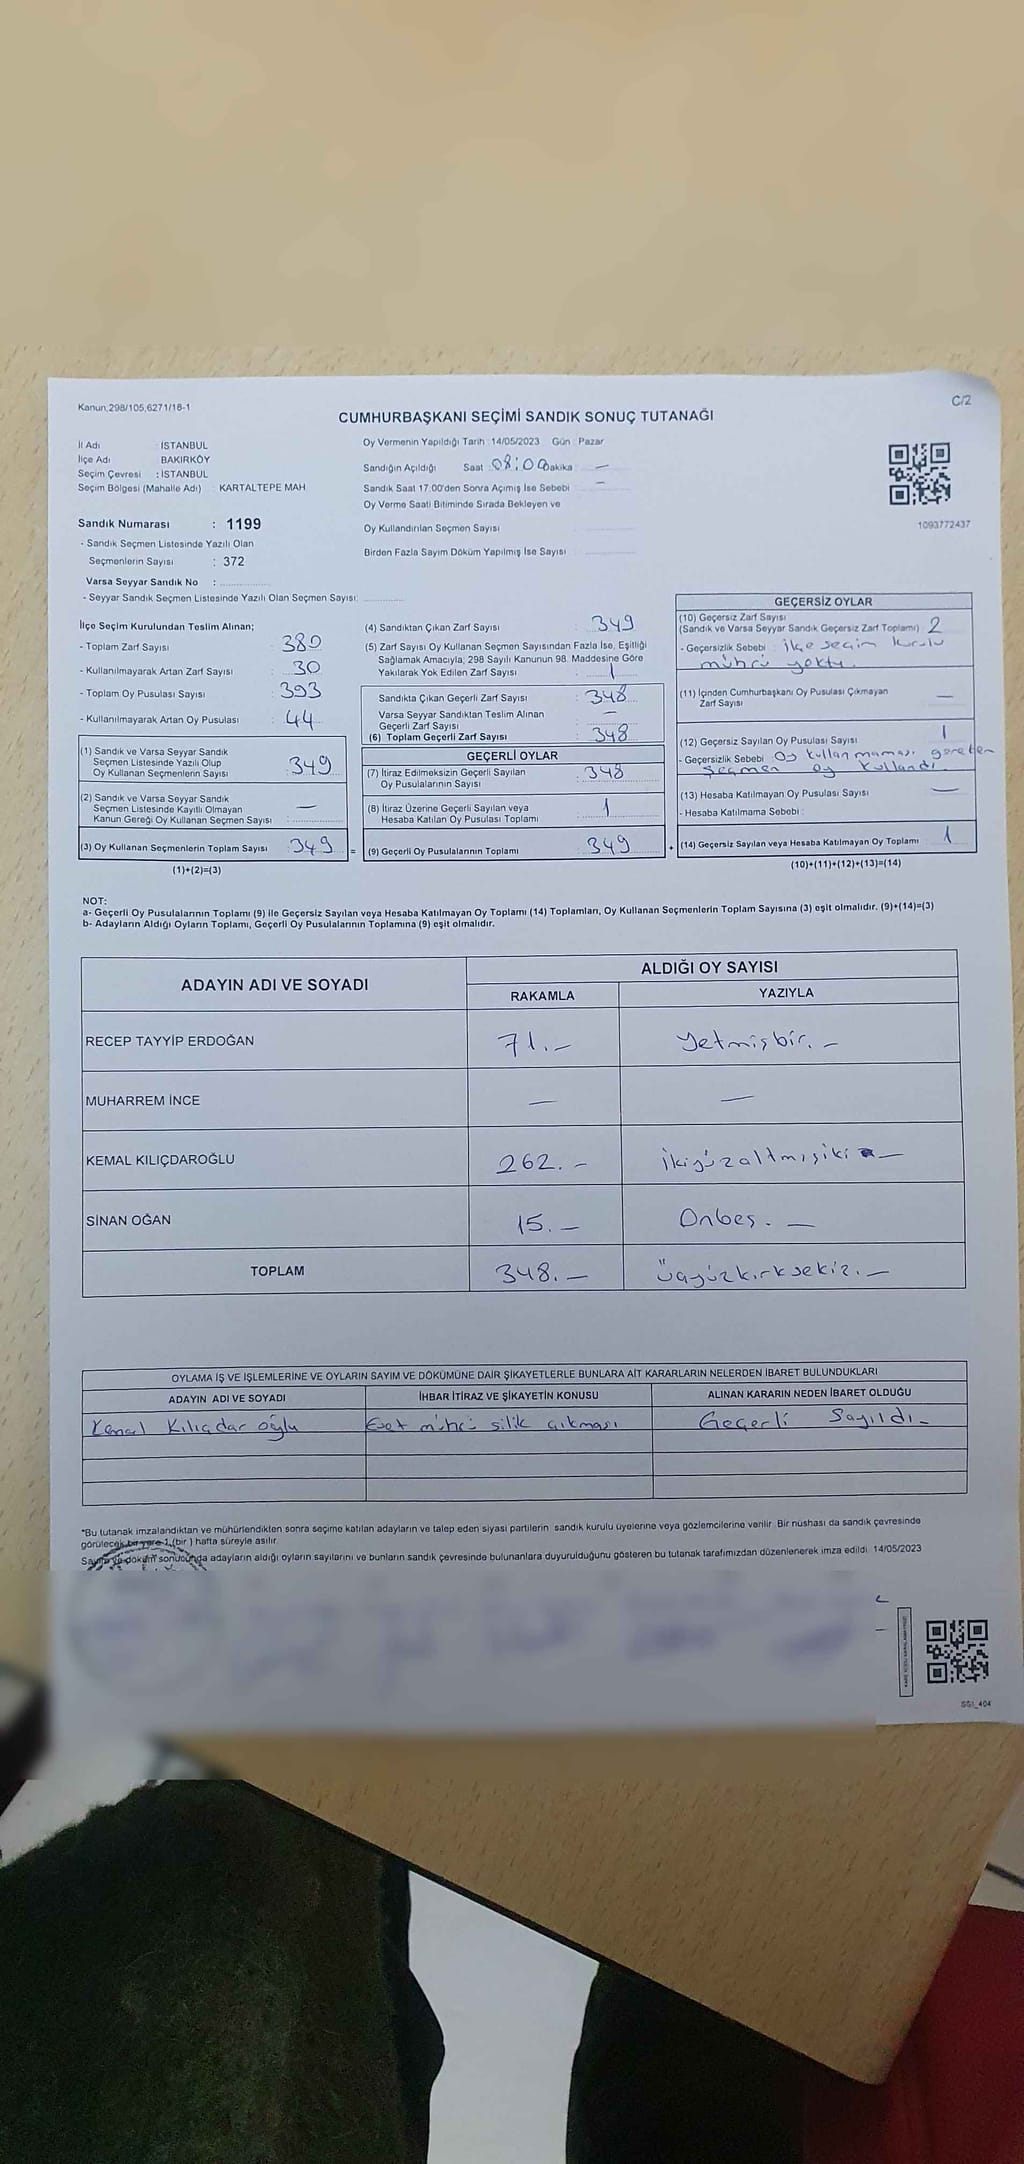 Kanun;298/105,6271/18-1
C/2
CUMHURBAŞKANI SEÇİMİ SANDIK SONUÇ TUTANAĞI
İl Adı : İSTANBUL
İlçe Adı : BAKIRKÖY
Seçim Çevresi : İSTANBUL
Seçim Bölgesi (Mahalle Adı) : KARTALTEPE MAH.
Sandık Numarası : 1199
- Sandık Seçmen Listesinde Yazılı Olan
Seçmenlerin Sayısı : 372
Varsa Seyyar Sandık No :
- Seyyar Sandık Seçmen Listesinde Yazılı Olan Seçmen Sayısı:
Oy Vermenin Yapıldığı Tarih : 14/05/2023 Gün : Pazar
Sandığın Açıldığı Saat : 08:00 Dakika : —
Sandık Saat 17:00'den Sonra Açımış İse Sebebi : —
Oy Verme Saati Bitiminde Sırada Bekleyen ve
Oy Kullandırılan Seçmen Sayısı
Birden Fazla Sayım Döküm Yapılmış İse Sayısı :
1093772437
İlçe Seçim Kurulundan Teslim Alınan;
- Toplam Zarf Sayısı : 380
- Kullanılmayarak Artan Zarf Sayısı : 30
- Toplam Oy Pusulası Sayısı : 393
- Kullanılmayarak Artan Oy Pusulası : 44
(1) Sandık ve Varsa Seyyar Sandık
Seçmen Listesinde Yazılı Olup
Oy Kullanan Seçmenlerin Sayısı : 349
(2) Sandık ve Varsa Seyyar Sandık
Seçmen Listesinde Kayıtlı Olmayan
Kanun Gereği Oy Kullanan Seçmen Sayısı : —
(3) Oy Kullanan Seçmenlerin Toplam Sayısı : 349 =
(1)+(2)=(3)
(4) Sandıktan Çıkan Zarf Sayısı : 349
(5) Zarf Sayısı Oy Kullanan Seçmen Sayısından Fazla İse, Eşitliği
Sağlamak Amacıyla; 298 Sayılı Kanunun 98. Maddesine Göre
Yakılarak Yok Edilen Zarf Sayısı : 1
Sandıkta Çıkan Geçerli Zarf Sayısı : 348
Varsa Seyyar Sandıktan Teslim Alınan
Geçerli Zarf Sayısı : —
(6) Toplam Geçerli Zarf Sayısı : 348
GEÇERLİ OYLAR
(7) İtiraz Edilmeksizin Geçerli Sayılan
Oy Pusulalarının Sayısı : 348
(8) İtiraz Üzerine Geçerli Sayılan veya
Hesaba Katılan Oy Pusulası Toplamı : 1
(9) Geçerli Oy Pusulalarının Toplamı : 349 +
GEÇERSİZ OYLAR
(10) Geçersiz Zarf Sayısı
(Sandık ve Varsa Seyyar Sandık Geçersiz Zarf Toplamı) : 2
- Geçersizlik Sebebi : ilçe seçim kurulu
mührü yoktu.
(11) İçinden Cumhurbaşkanı Oy Pusulası Çıkmayan
Zarf Sayısı —
(12) Geçersiz Sayılan Oy Pusulası Sayısı 1
- Geçersizlik Sebebi Oy kullanmaması gereken
seçmen oy kullandı.
(13) Hesaba Katılmayan Oy Pusulası Sayısı —
- Hesaba Katılmama Sebebi :
(14) Geçersiz Sayılan veya Hesaba Katılmayan Oy Toplamı : 1
(10)+(11)+(12)+(13)=(14)
NOT:
a- Geçerli Oy Pusulalarının Toplamı (9) ile Geçersiz Sayılan veya Hesaba Katılmayan Oy Toplamı (14) Toplamları, Oy Kullanan Seçmenlerin Toplam Sayısına (3) eşit olmalıdır. (9)+(14)=(3)
b- Adayların Aldığı Oyların Toplamı, Geçerli Oy Pusulalarının Toplamına (9) eşit olmalıdır.
ADAYIN ADI VE SOYADI ALDIĞI OY SAYISI
RAKAMLA YAZIYLA
RECEP TAYYİP ERDOĞAN 71.— Yetmişbir.—
MUHARREM İNCE — —
KEMAL KILIÇDAROĞLU 262.— ikiyüzaltmışiki —
SİNAN OĞAN 15.— Onbeş. —
TOPLAM 348.— üçyüzkırksekiz.—
OYLAMA İŞ VE İŞLEMLERİNE VE OYLARIN SAYIM VE DÖKÜMÜNE DAİR ŞİKAYETLERLE BUNLARA AİT KARARLARIN NELERDEN İBARET BULUNDUKLARI
ADAYIN ADI VE SOYADI İHBAR İTİRAZ VE ŞİKAYETİN KONUSU ALINAN KARARIN NEDEN İBARET OLDUĞU
Kemal Kılıçdaroğlu Evet mührü silik çıkması Geçerli Sayıldı —
*Bu tutanak imzalandıktan ve mühürlendikten sonra seçime katılan adayların ve talep eden siyasi partilerin sandık kurulu üyelerine veya gözlemcilerine verilir. Bir nüshası da sandık çevresinde
görülecek bir yere 1 (bir ) hafta süreyle asılır.
Sayım ve döküm sonucunda adayların aldığı oyların sayılarını ve bunların sandık çevresinde bulunanlara duyurulduğunu gösteren bu tutanak tarafımızdan düzenlenerek imza edildi. 14/05/2023
SS1_404